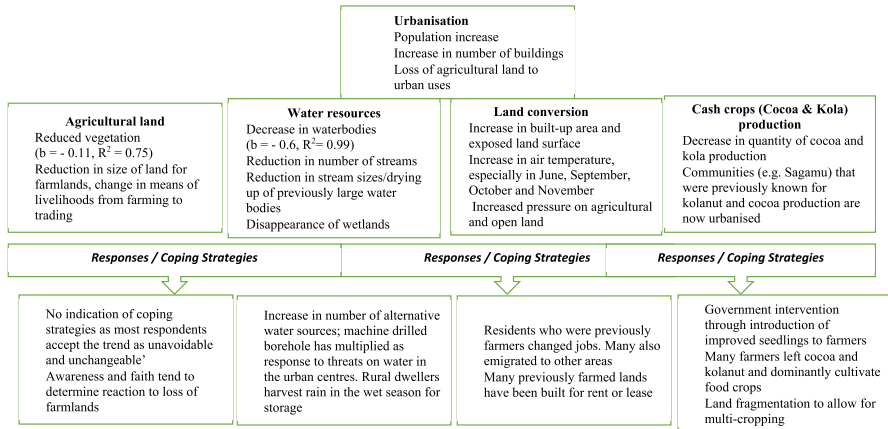 Urbanisation
Population increase
Increase in number of buildings
Loss of agricultural land to
urban uses
Agricultural land
Reduced vegetation
(b = - 0.11, R² = 0.75)
Reduction in size of land for
farmlands, change in means of
livelihoods from farming to
trading
Water resources
Decrease in waterbodies
(b = - 0.6, R²= 0.99)
Reduction in number of streams
Reduction in stream sizes/drying
up of previously large water
bodies
Disappearance of wetlands
Land conversion
Increase in built-up area and
exposed land surface
Increase in air temperature,
especially in June, September,
October and November
Increased pressure on agricultural
and open land
Cash crops (Cocoa & Kola)
production
Decrease in quantity of cocoa and
kola production
Communities (e.g. Sagamu) that
were previously known for
kolanut and cocoa production are
now urbanised
Responses / Coping Strategies
Responses / Coping Strategies
Responses / Coping Strategies
No indication of coping
strategies as most respondents
accept the trend as unavoidable
and unchangeable’
Awareness and faith tend to
determine reaction to loss of
farmlands
Increase in number of alternative
water sources; machine drilled
borehole has multiplied as
response to threats on water in
the urban centres. Rural dwellers
harvest rain in the wet season for
storage
Residents who were previously
farmers changed jobs. Many also
emigrated to other areas
Many previously farmed lands
have been built for rent or lease
Government intervention
through introduction of
improved seedlings to farmers
Many farmers left cocoa and
kolanut and dominantly cultivate
food crops
Land fragmentation to allow for
multi-cropping